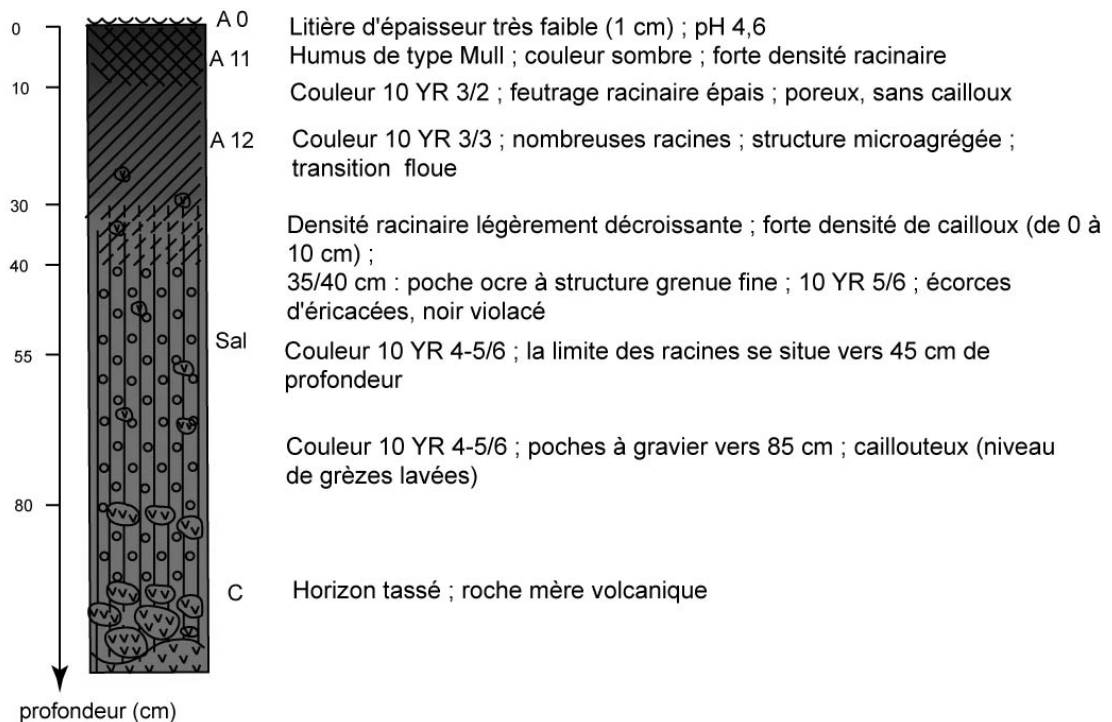 0
A 0
Litière d'épaisseur très faible (1 cm) ; pH 4,6
A 11
Humus de type Mull ; couleur sombre ; forte densité racinaire
10
Couleur 10 YR 3/2 ; feutrage racinaire épais ; poreux, sans cailloux
A 12
Couleur 10 YR 3/3 ; nombreuses racines ; structure microagrégée ;
transition floue
30
Densité racinaire légèrement décroissante ; forte densité de cailloux (de 0 à
10 cm) ;
40
35/40 cm : poche ocre à structure grenue fine ; 10 YR 5/6 ; écorces
d'éricacées, noir violacé
Sal
55
Couleur 10 YR 4-5/6 ; la limite des racines se situe vers 45 cm de
profondeur
Couleur 10 YR 4-5/6 ; poches à gravier vers 85 cm ; caillouteux (niveau
de grèzes lavées)
80
C
Horizon tassé ; roche mère volcanique
profondeur (cm)